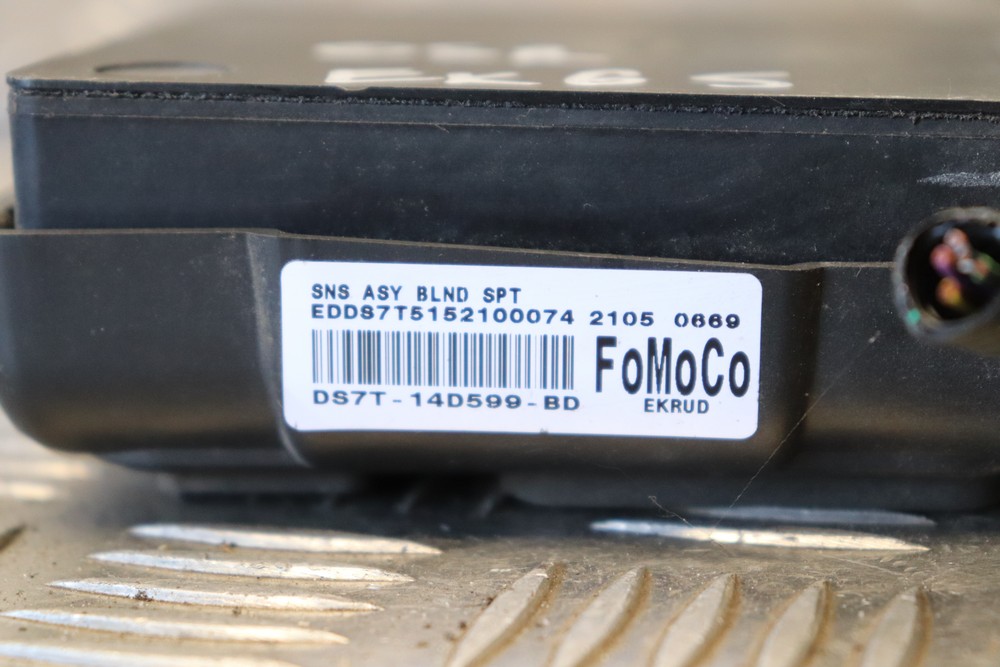 SNS ASY BLND SPT
EDDS7T5152100074 2105 0669
FoMoCo
DS7T-14D599-BD
EKRUD